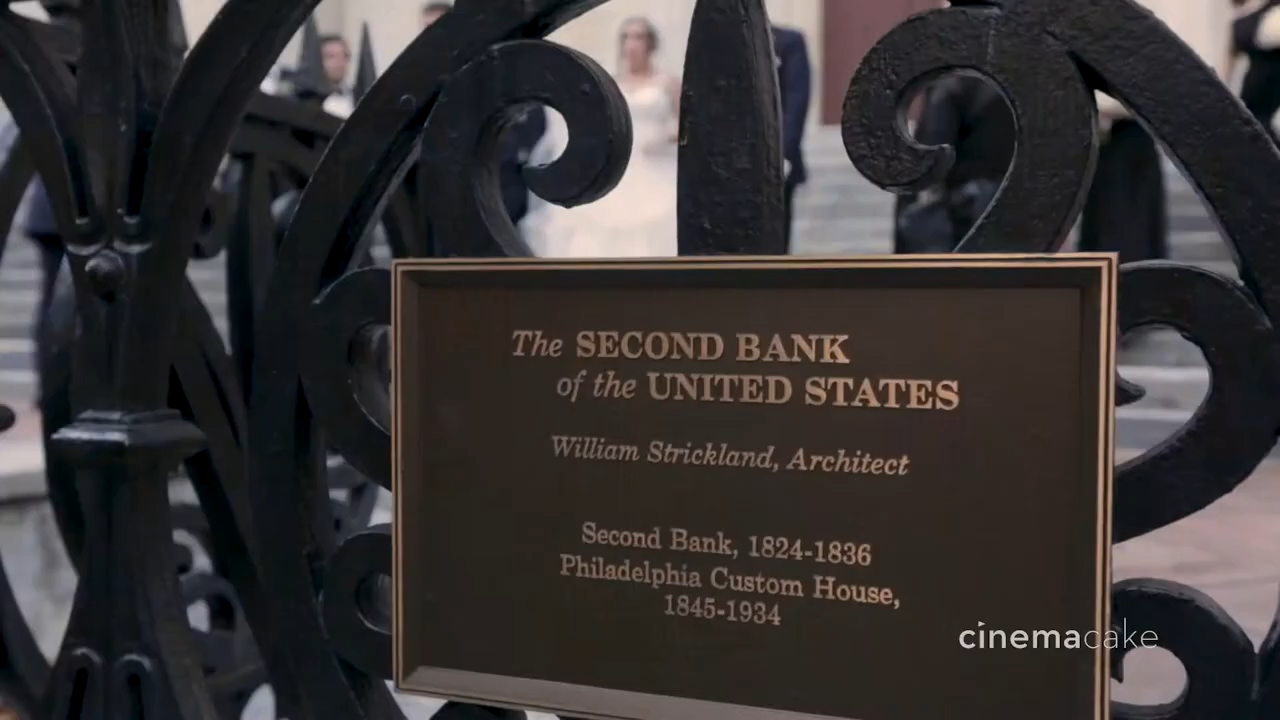 The SECOND BANK
of the UNITED STATES
William Strickland, Architect
Second Bank, 1824-1836
Philadelphia Custom House,
1845-1934
cinemacake